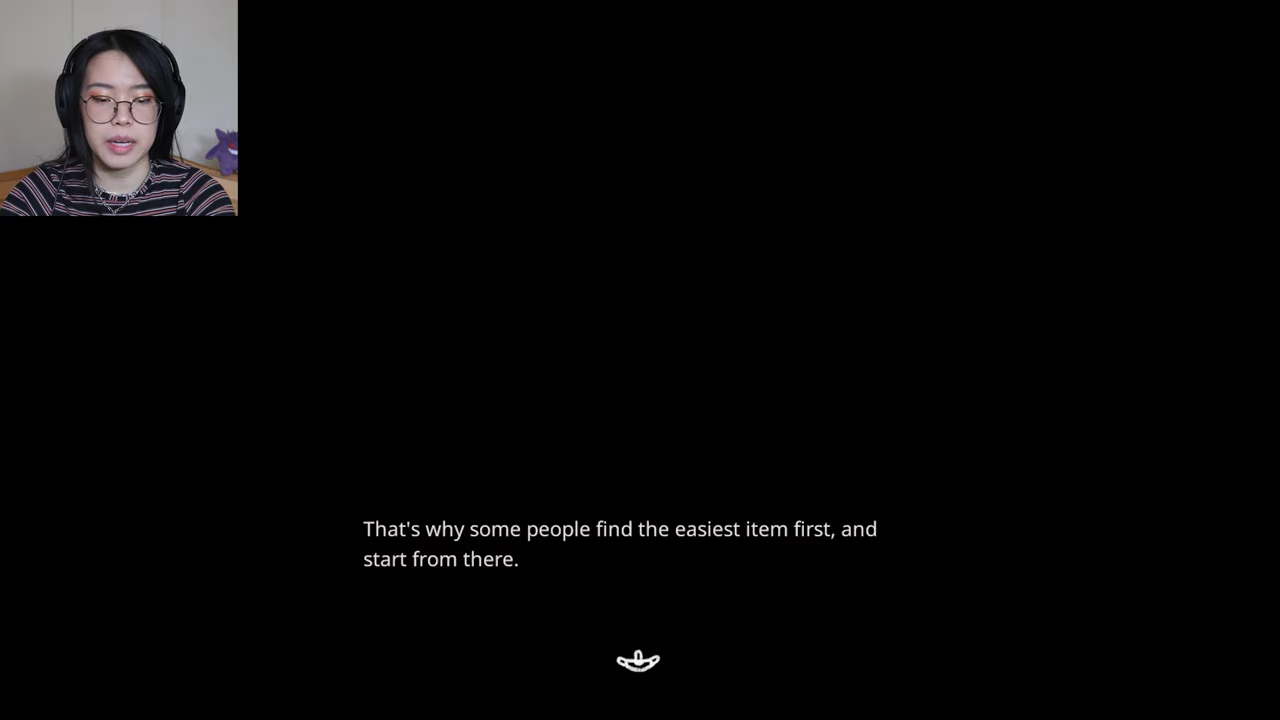 That's why some people find the easiest item first, and
start from there.